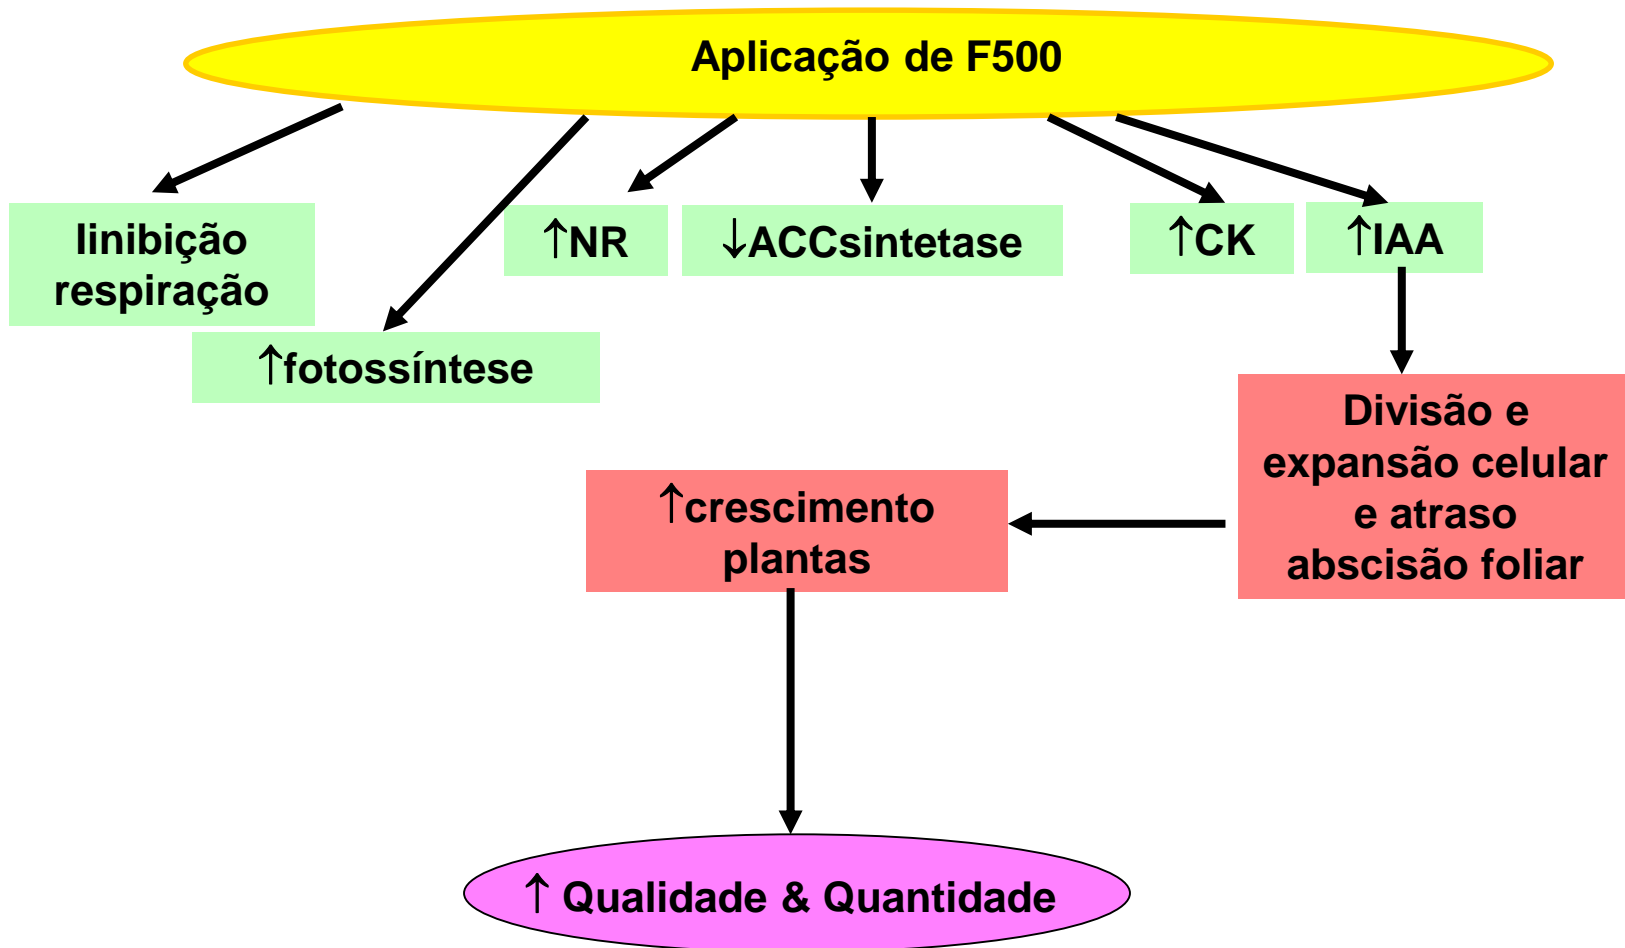 Aplicação de F500
Iinibição
respiração
↑NR
↓ACCsintetase
↑CK
↑IAA
↑fotossíntese
Divisão e
expansão celular
e atraso
abscisão foliar
↑crescimento
plantas
↑ Qualidade & Quantidade